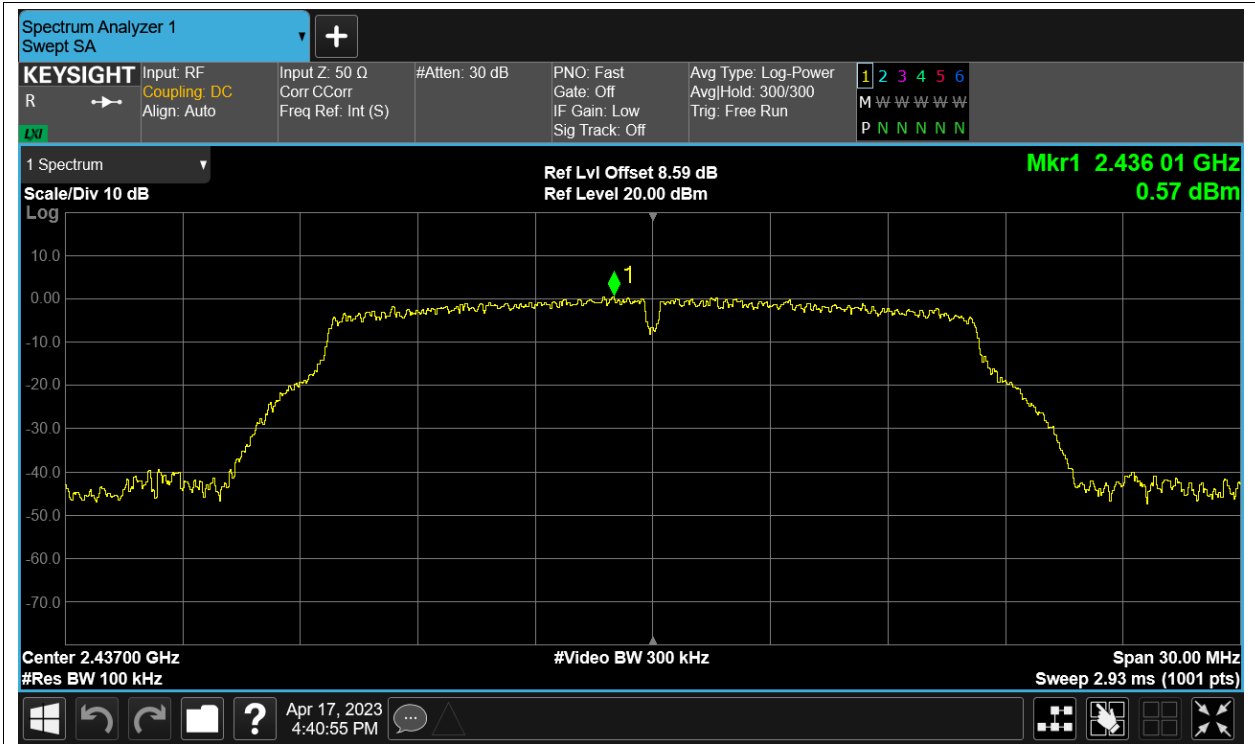 Spectrum Analyzer 1
Swept SA
KEYSIGHT
R
LXI
Input: RF
Coupling: DC
Align: Auto
Input Z: 50 Ω
Corr CCorr
Freq Ref: Int (S)
#Atten: 30 dB
PNO: Fast
Gate: Off
IF Gain: Low
Sig Track: Off
Avg Type: Log-Power
Avg|Hold: 300/300
Trig: Free Run
1 2 3 4 5 6
M W W W W W
P N N N N N
1 Spectrum
Scale/Div 10 dB
Log
Ref Lvl Offset 8.59 dB
Ref Level 20.00 dBm
Mkr1 2.436 01 GHz
0.57 dBm
1
10.0
0.00
-10.0
-20.0
-30.0
-40.0
-50.0
-60.0
-70.0
Center 2.43700 GHz
#Res BW 100 kHz
#Video BW 300 kHz
Span 30.00 MHz
Sweep 2.93 ms (1001 pts)
?
Apr 17, 2023
4:40:55 PM